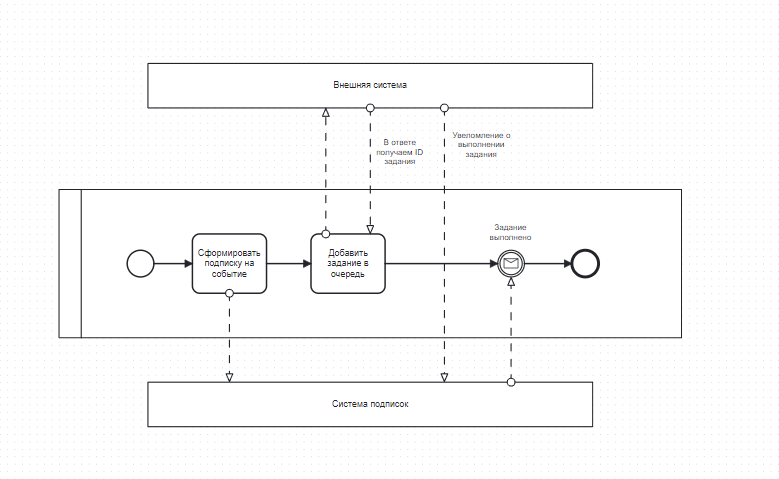 Внешняя система
В ответе
получаем ID
задания
Увеломление о
выполнении
задания
Задание
выполнено
Сформировать
подписку на
событие
Добавить
задание в
очередь
Система подписок